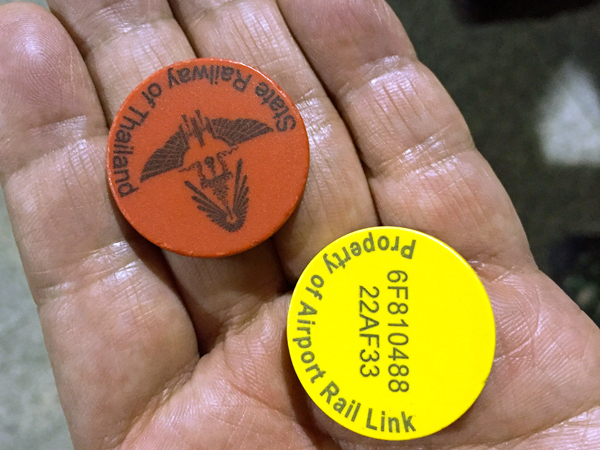 State Railway of Thailand
Property of Airport Rail Link
6F810488
22AF33